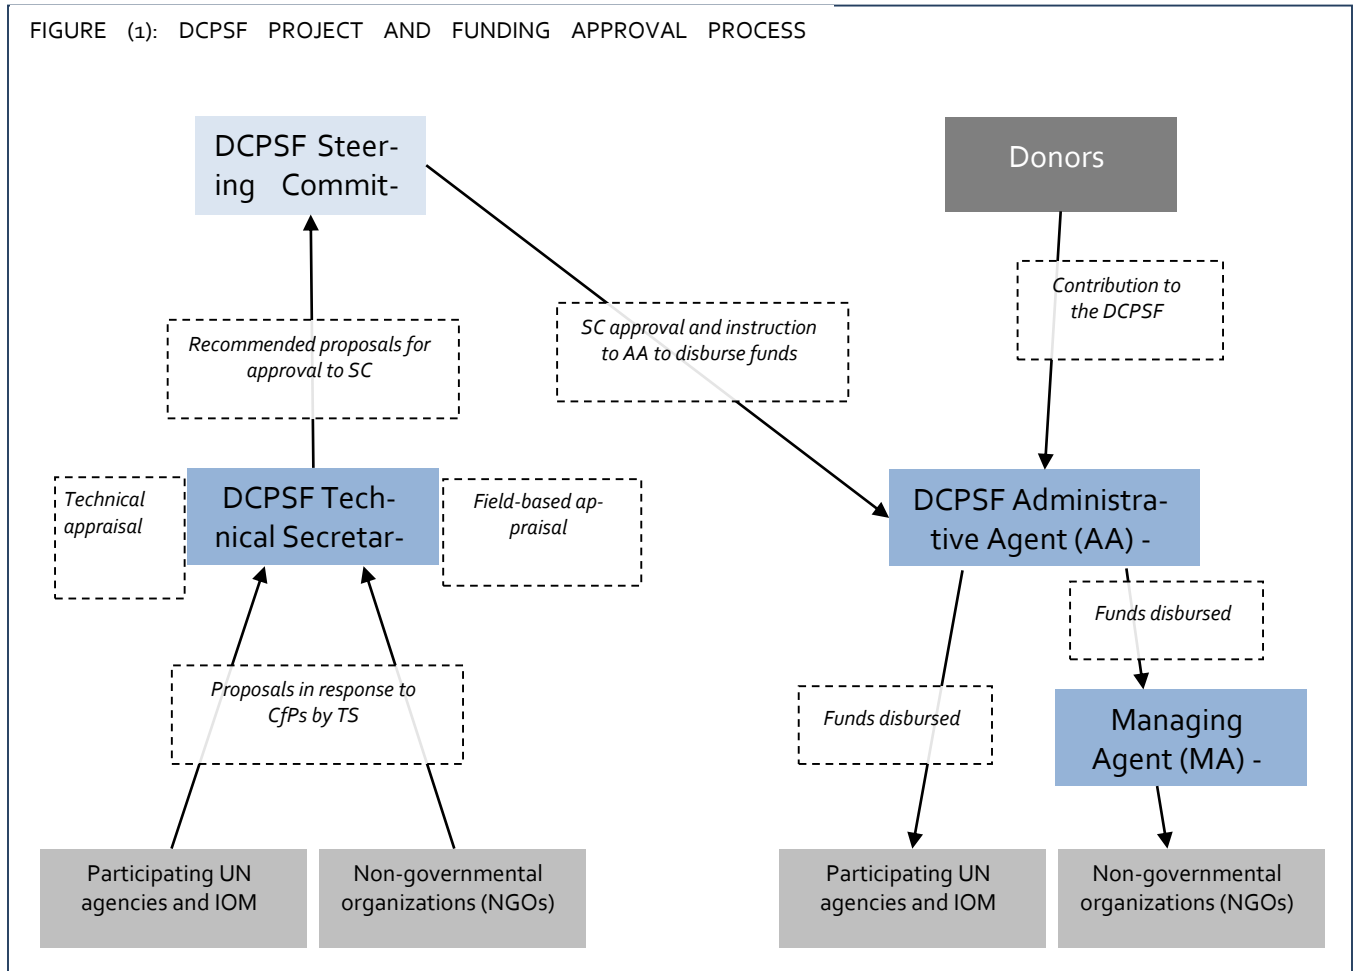 FIGURE (1): DCPSF PROJECT AND FUNDING APPROVAL PROCESS
DCPSF Steer-
ing Commit-
Donors
Contribution to
the DCPSF
SC approval and instruction
to AA to disburse funds
Recommended proposals for
approval to SC
Technical
appraisal
DCPSF Tech-
nical Secretar-
Field-based ap-
praisal
DCPSF Administra-
tive Agent (AA) -
Funds disbursed
Proposals in response to
CfPs by TS
Funds disbursed
Managing
Agent (MA) -
Participating UN
agencies and IOM
Non-governmental
organizations (NGOs)
Participating UN
agencies and IOM
Non-governmental
organizations (NGOs)